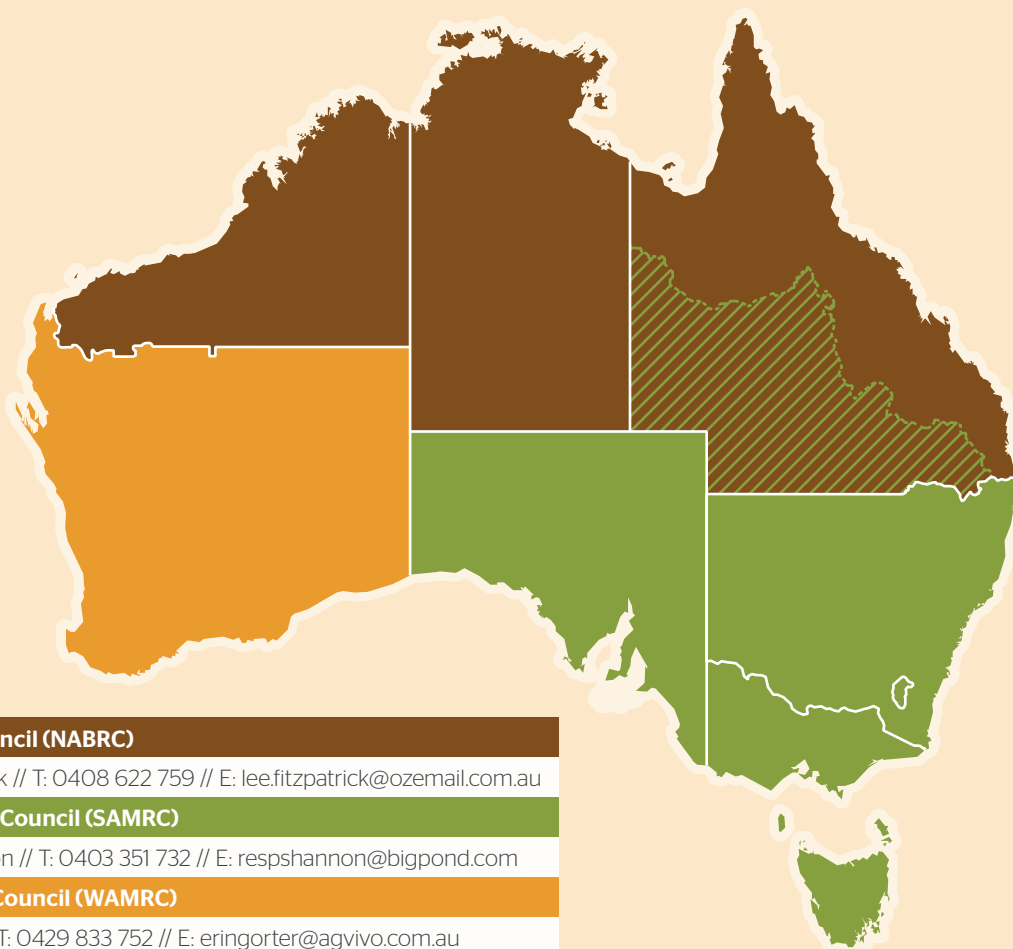 ncil (NABRC)
k // T: 0408 622 759 // E: lee.fitzpatrick@ozemail.com.au
Council (SAMRC)
on // T: 0403 351 732 // E: respshannon@bigpond.com
Council (WAMRC)
T: 0429 833 752 // E: eringorter@agvivo.com.au